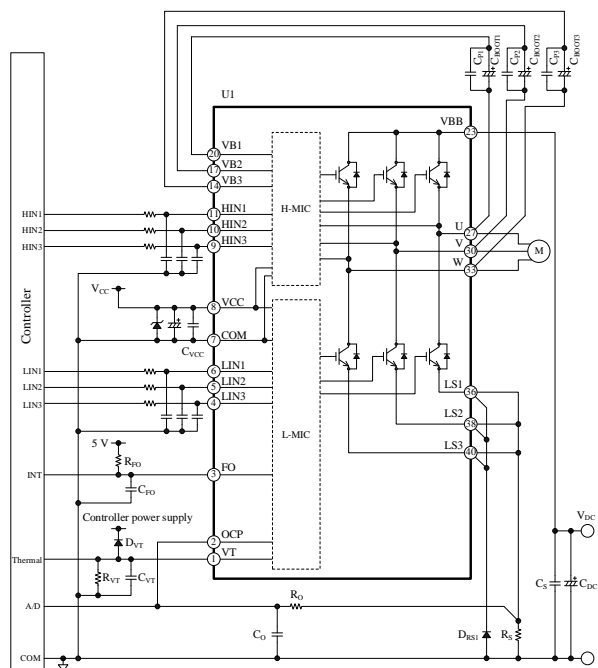 CP1
CBOOT1
CP2
CBOOT2
CP3
CBOOT3
U1
VBB
23
20 VB1
17 VB2
14 VB3
H-MIC
HIN1
11 HIN1
HIN2
10 HIN2
HIN3
9 HIN3
U
27
V
30
W
33
M
Controller
VCC
8 VCC
7 COM
CVCC
LIN1
6 LIN1
LIN2
5 LIN2
LIN3
4 LIN3
L-MIC
LS1
36
LS2
38
LS3
40
5 V
RFO
INT
3 FO
CFO
Controller power supply
DVT
2 OCP
Thermal
1 VT
RVT
CVT
VDC
CS
CDC
A/D
RO
CO
DRS1
RS
COM